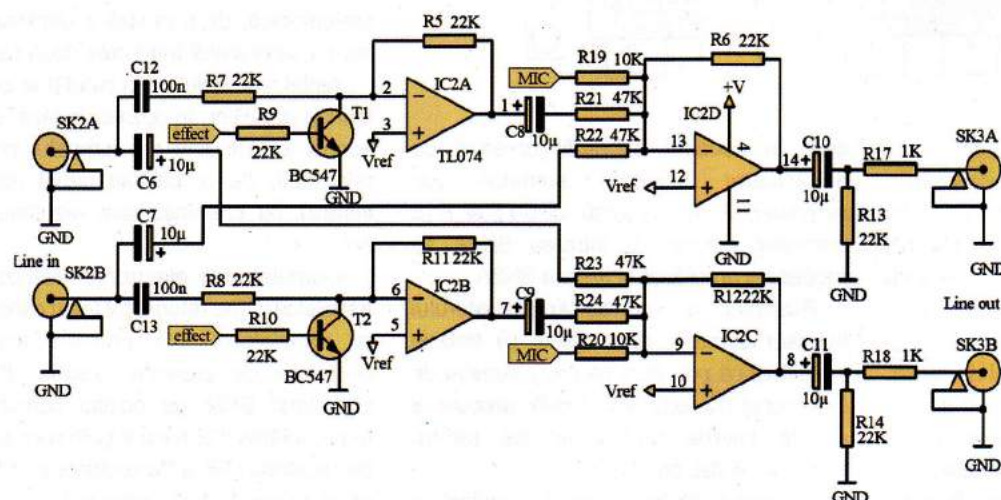 R5 22K
R6 22K
C12
100n
R7 22K
R19 10K
MIC
+V
IC2A
2
−
1
+
R21 47K
IC2D
T1
R9
effect
22K
3
+
Vref
TL074
C8
10µ
R22 47K
13
−
4
14
+
C10
10µ
R17 1K
SK3A
SK2A
+
10µ
C6
BC547
GND
Vref
12
+
11
R13
22K
C7
10µ
+
GND
GND
GND
GND
R11 22K
R23 47K
Line in
SK2B
100n
C13
R8 22K
6
−
IC2B
7
+
C9
10µ
R24 47K
R1222K
Line out
effect
R10
22K
T2
5
+
Vref
MIC
R20 10K
9
−
IC2C
8
+
C11
10µ
R18 1K
SK3B
BC547
Vref
10
+
R14
22K
GND
GND
GND
GND